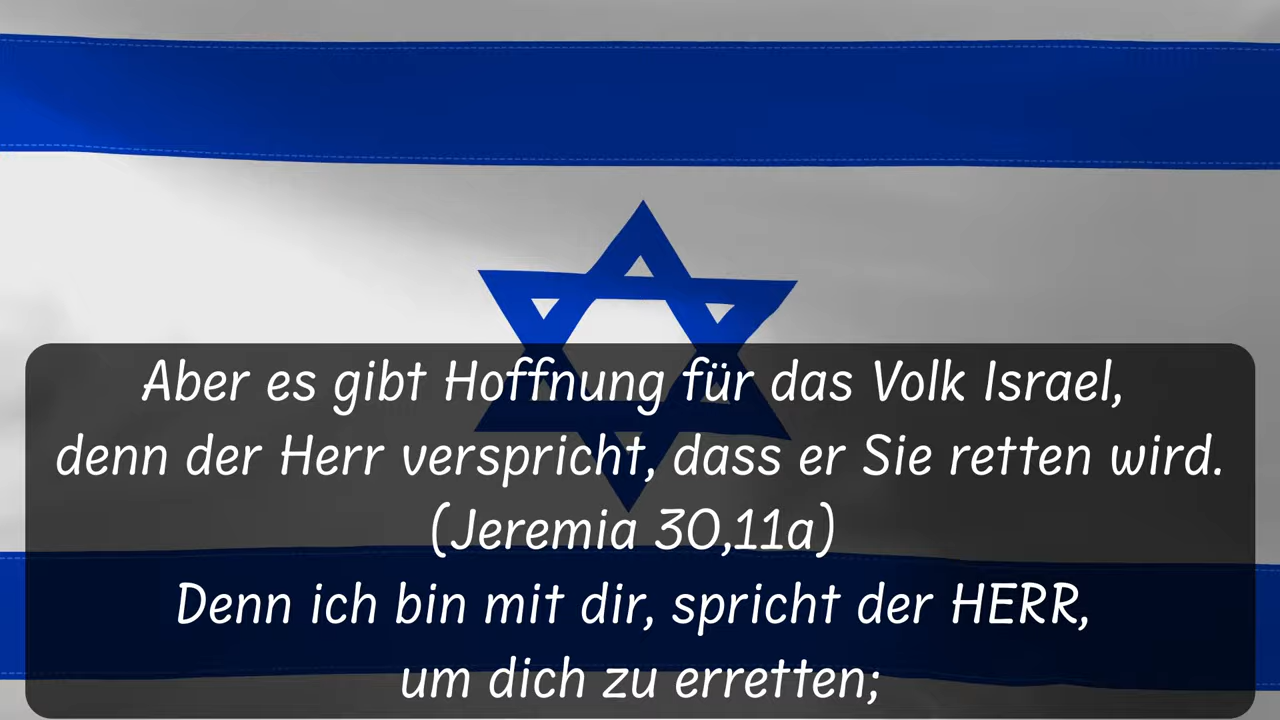 Aber es gibt Hoffnung für das Volk Israel,
denn der Herr verspricht, dass er Sie retten wird.
(Jeremia 30,11a)
Denn ich bin mit dir, spricht der HERR,
um dich zu erretten;